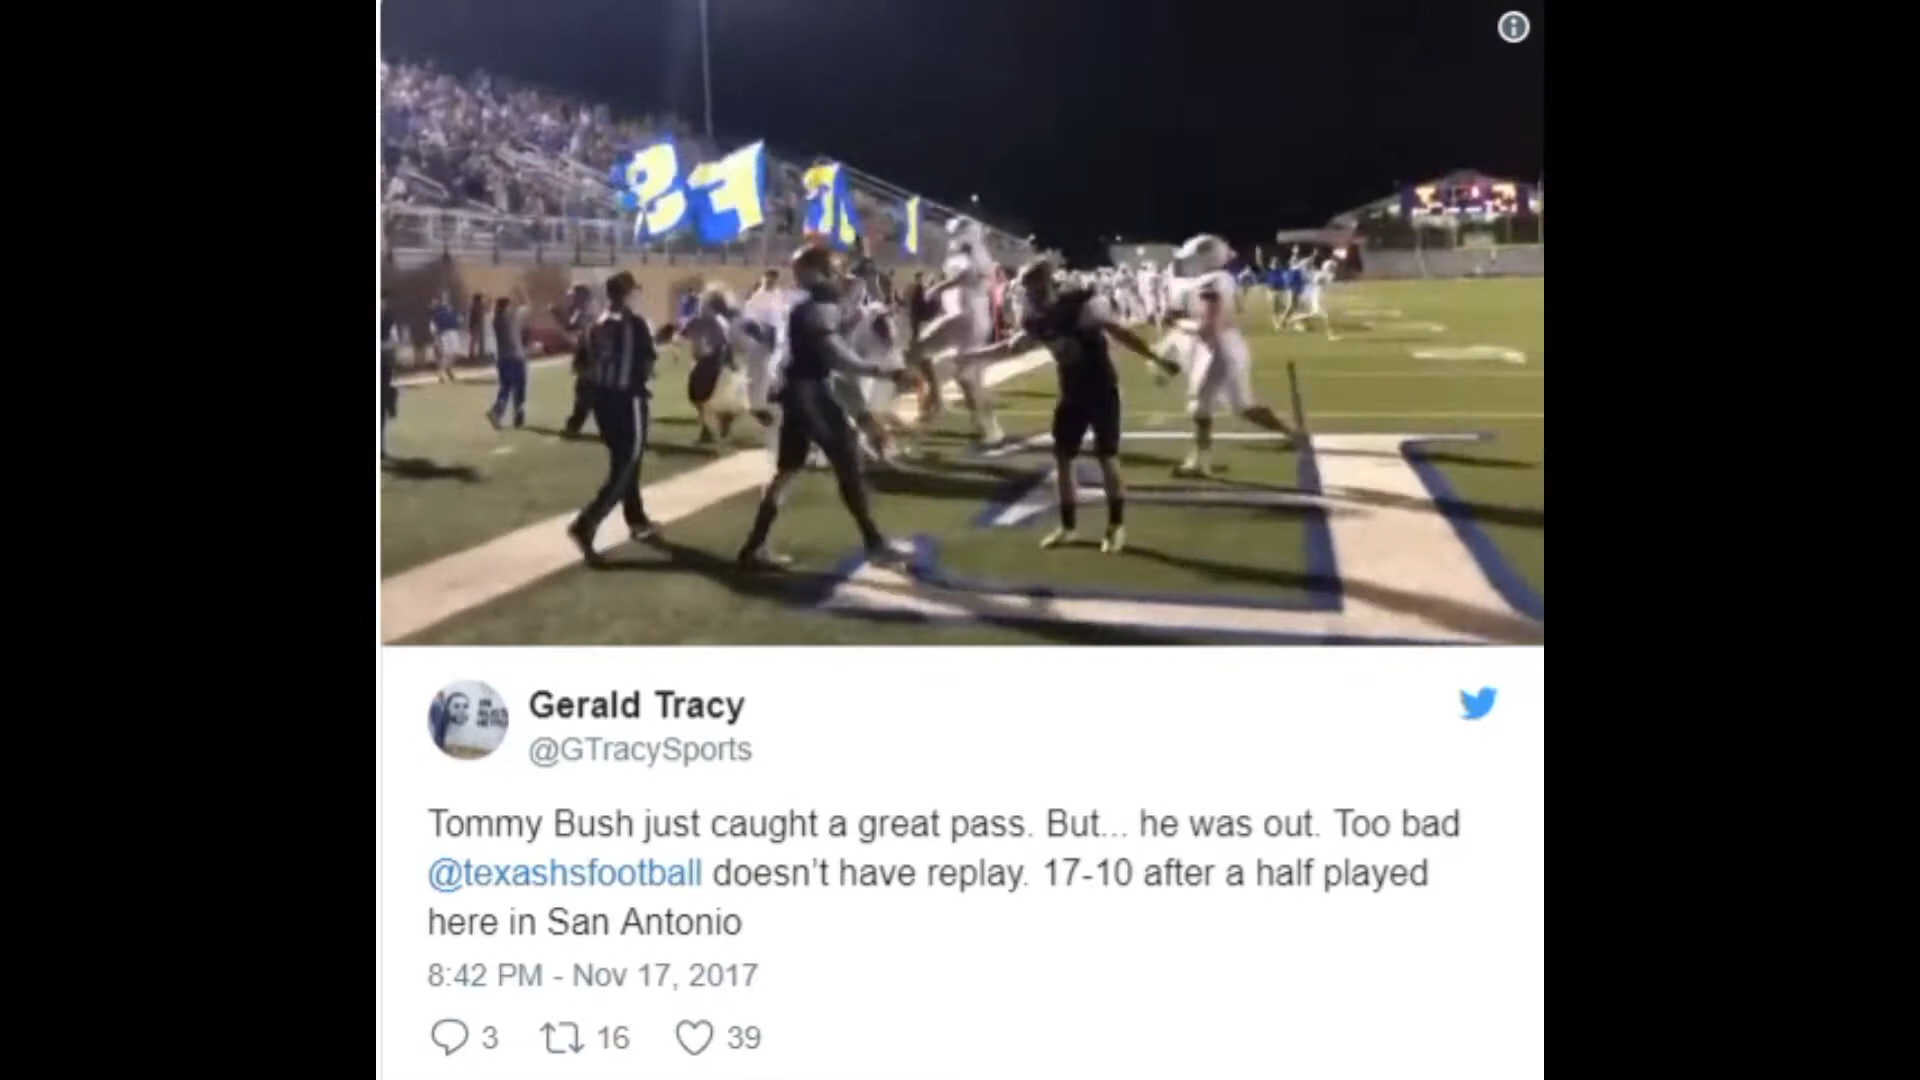 Gerald Tracy
@GTracySports
Tommy Bush just caught a great pass. But... he was out. Too bad
@texashsfootball doesn't have replay. 17-10 after a half played
here in San Antonio
8:42 PM - Nov 17, 2017
3 16 39